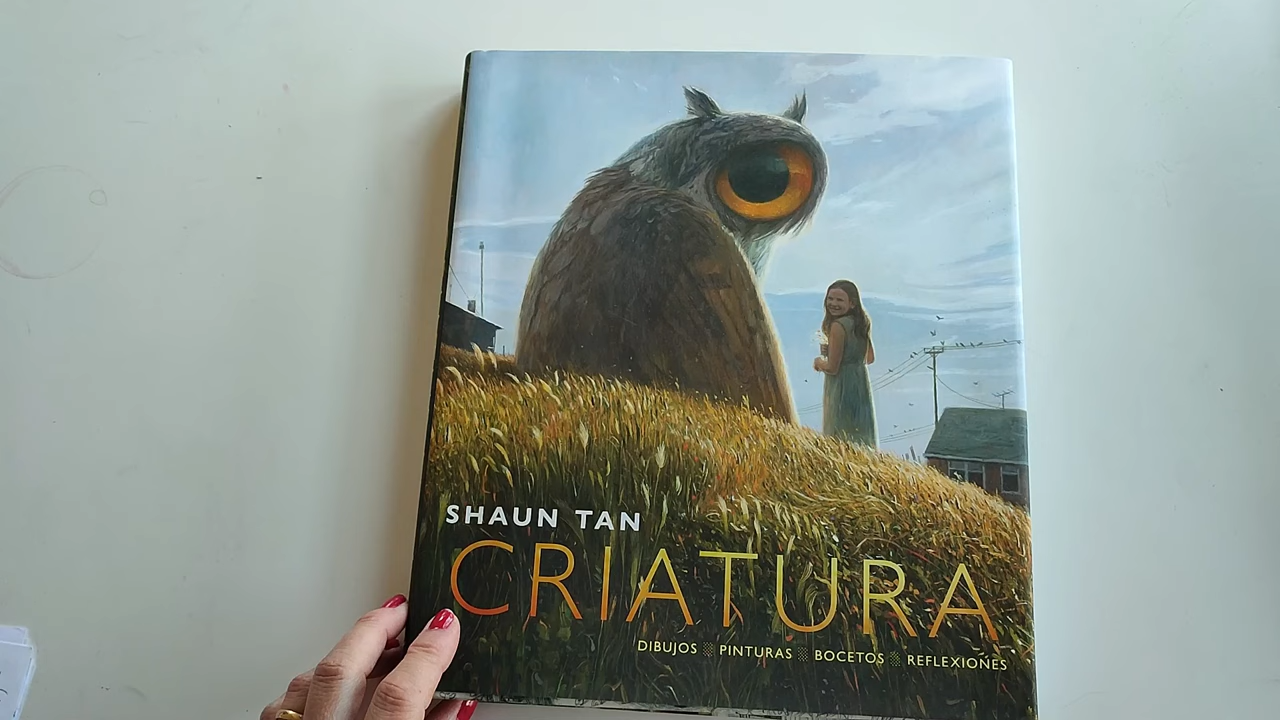 SHAUN TAN
CRIATURA
DIBUJOS ※ PINTURAS ※ BOCETOS ※ REFLEXIONES